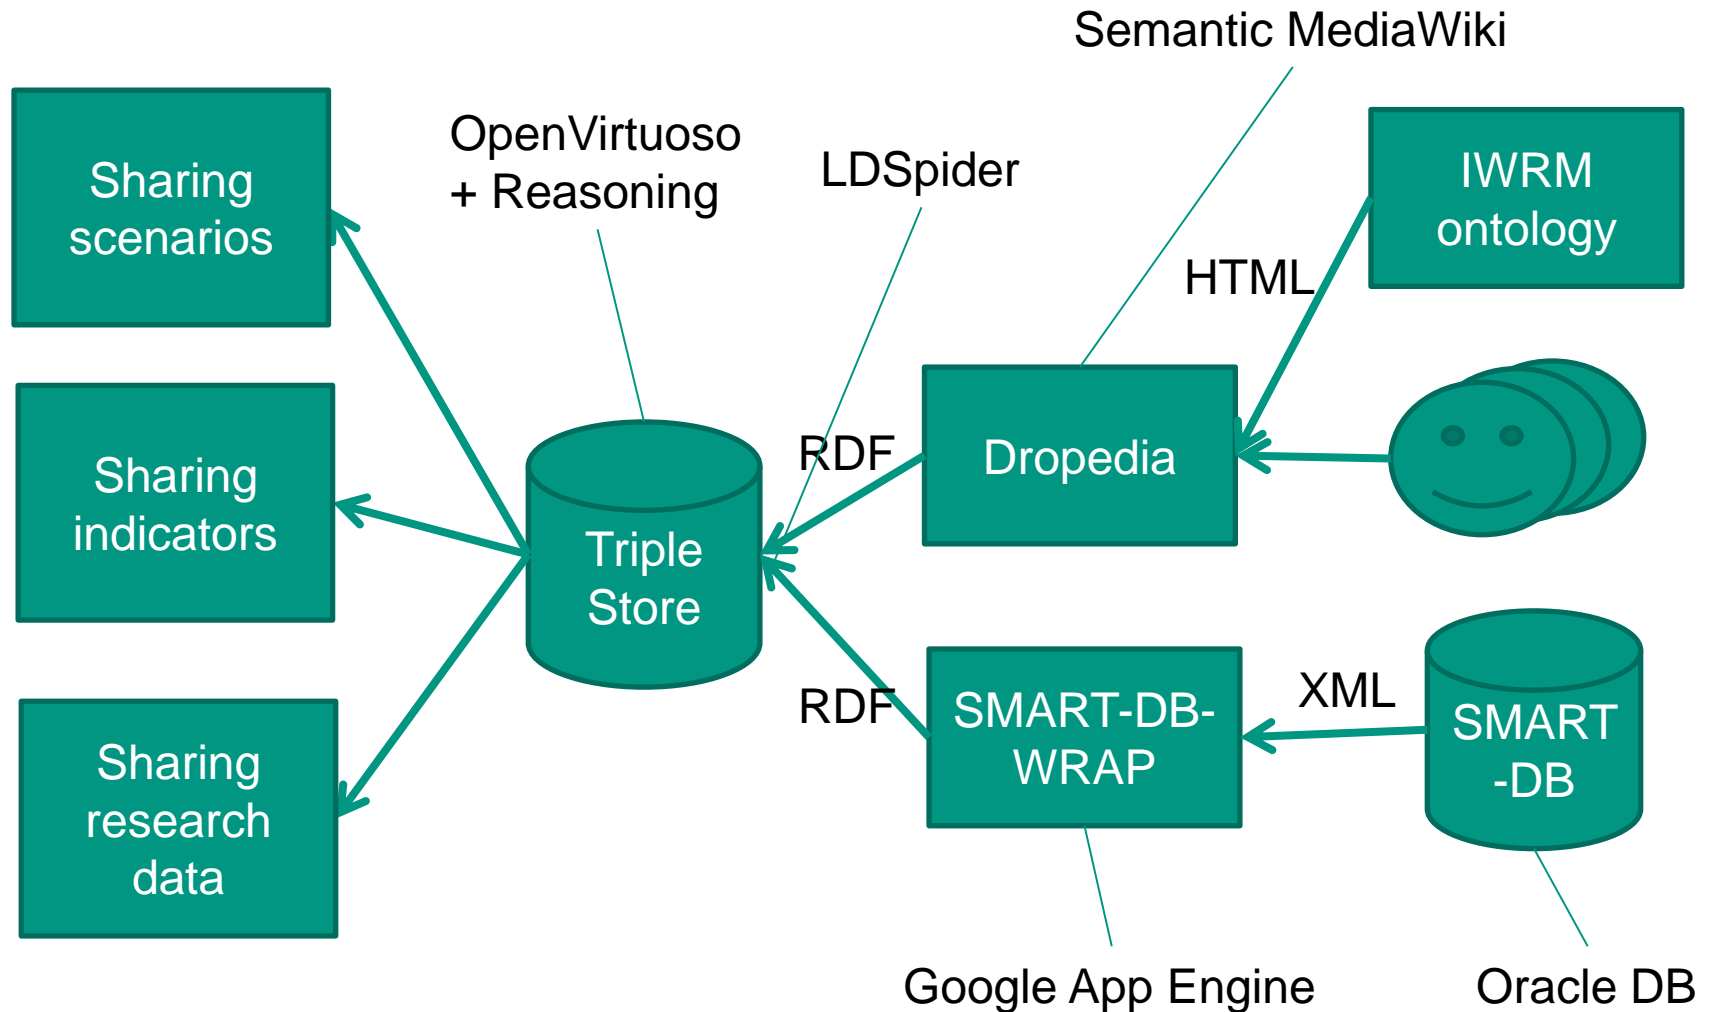 Semantic MediaWiki
Sharing
scenarios
OpenVirtuoso
+ Reasoning
LDSpider
IWRM
ontology
HTML
Sharing
indicators
RDF
Dropedia
Triple
Store
RDF
SMART-DB-
WRAP
XML
SMART
-DB
Sharing
research
data
Google App Engine
Oracle DB